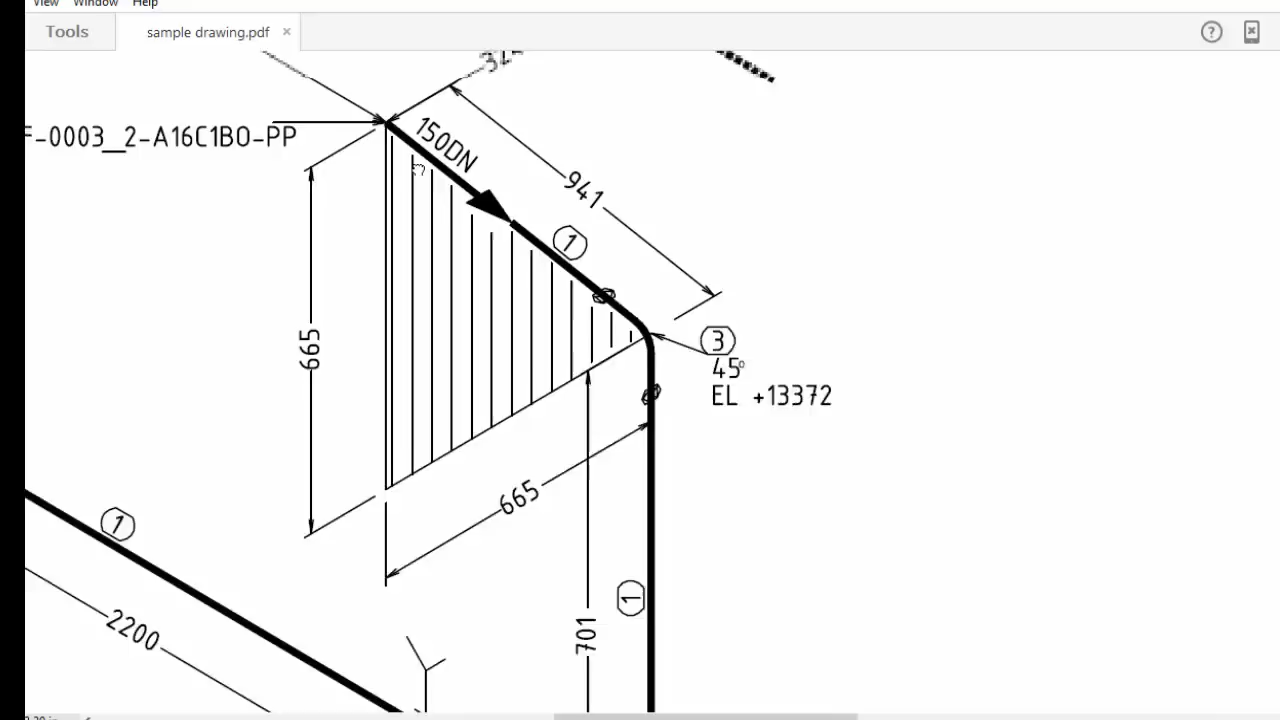 View Window Help
Tools
sample drawing.pdf ×
?
F-0003__2-A16C1B0-PP
150DN
941
1
3
45°
EL +13372
665
665
1
2200
1
701